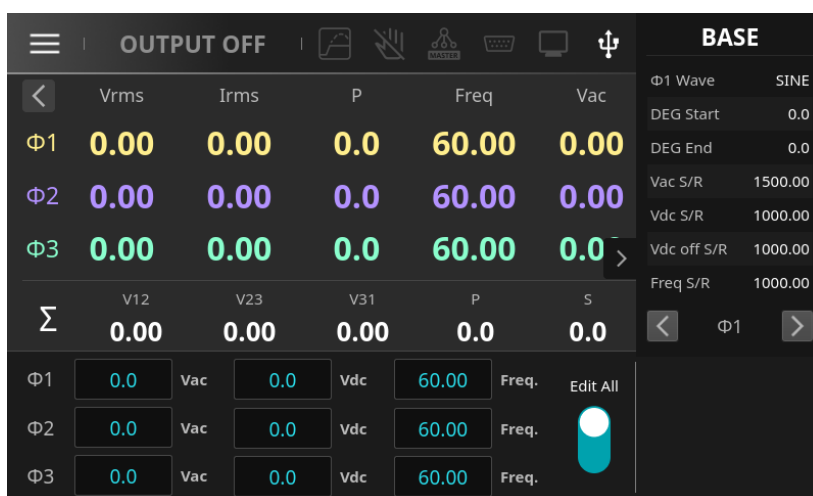 OUTPUT OFF MASTER BASE
Φ1 Wave SINE
Vrms Irms P Freq Vac
DEG Start 0.0
Φ1 0.00 0.00 0.0 60.00 0.00
DEG End 0.0
Vac S/R 1500.00
Φ2 0.00 0.00 0.0 60.00 0.00
Vdc S/R 1000.00
Φ3 0.00 0.00 0.0 60.00 0.0
Vdc off S/R 1000.00
Freq S/R 1000.00
V12 V23 V31 P S
Σ 0.00 0.00 0.00 0.0 0.0
Φ1
Φ1 0.0 Vac 0.0 Vdc 60.00 Freq. Edit All
Φ2 0.0 Vac 0.0 Vdc 60.00 Freq.
Φ3 0.0 Vac 0.0 Vdc 60.00 Freq.